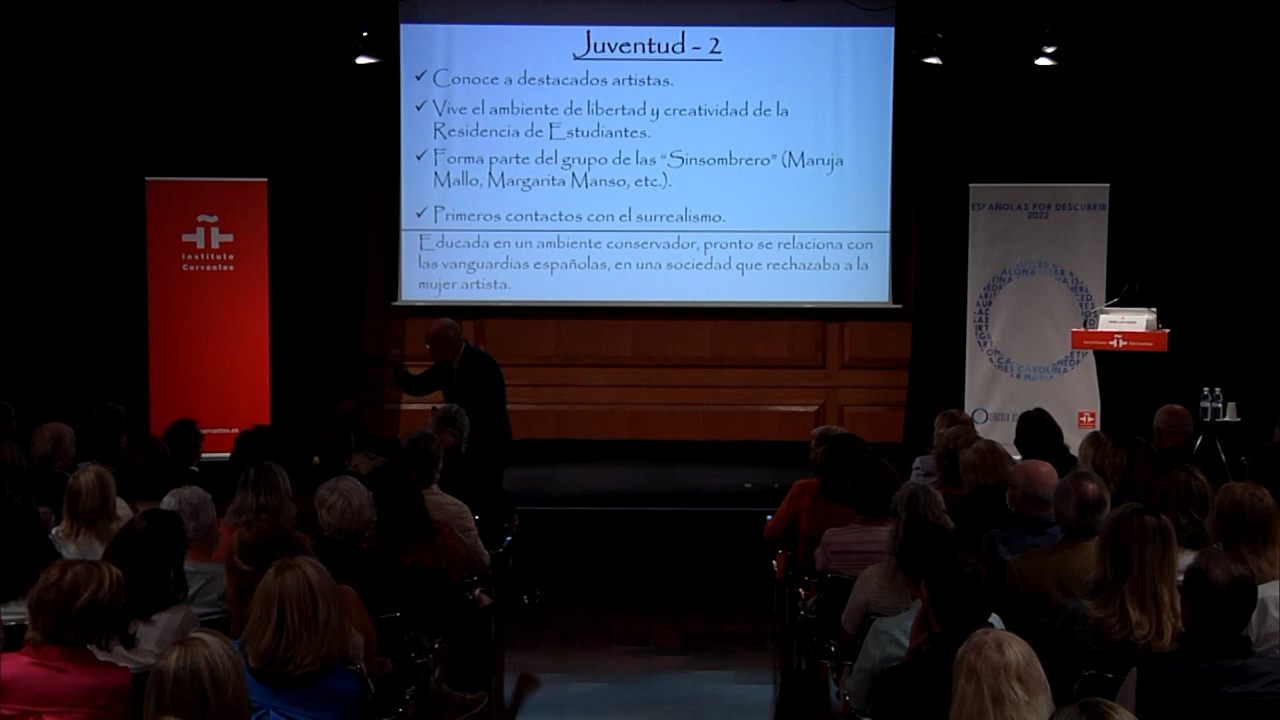 Juventud - 2
✓ Conoce a destacados artistas.
✓ Vive el ambiente de libertad y creatividad de la
Residencia de Estudiantes.
✓ Forma parte del grupo de las “Sinsombrero” (Maruja
Mallo, Margarita Manso, etc.).
✓ Primeros contactos con el surrealismo.
Educada en un ambiente conservador, pronto se relaciona con
las vanguardias españolas, en una sociedad que rechazaba a la
mujer artista.
Instituto
Cervantes
ESPAÑOLAS POR DESCUBRIR
2022
CAROLINA